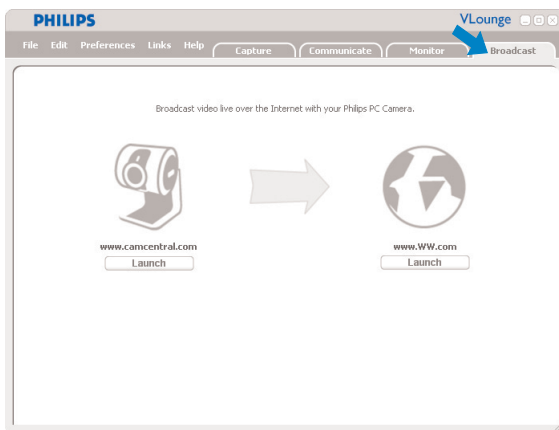 PHILIPS VLounge
File Edit Preferences Links Help Capture Communicate Monitor Broadcast
Broadcast video live over the Internet with your Philips PC Camera.
www.camcentral.com www.WW.com
Launch Launch